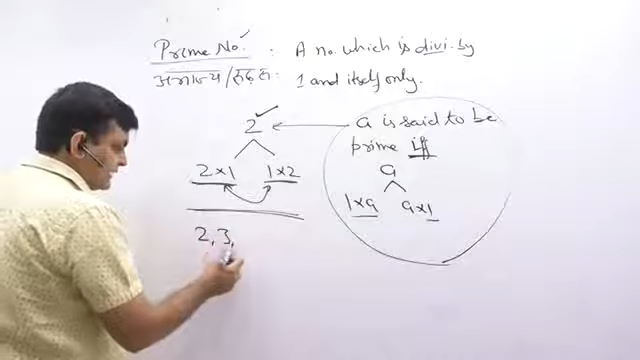 Prime No. : A no. which is divi. by
अभाज्य/रूढ़ सं. : 1 and itself only.
2 ← a is said to be
prime iff
a
2×1 1×2
1×a a×1
2, 3,